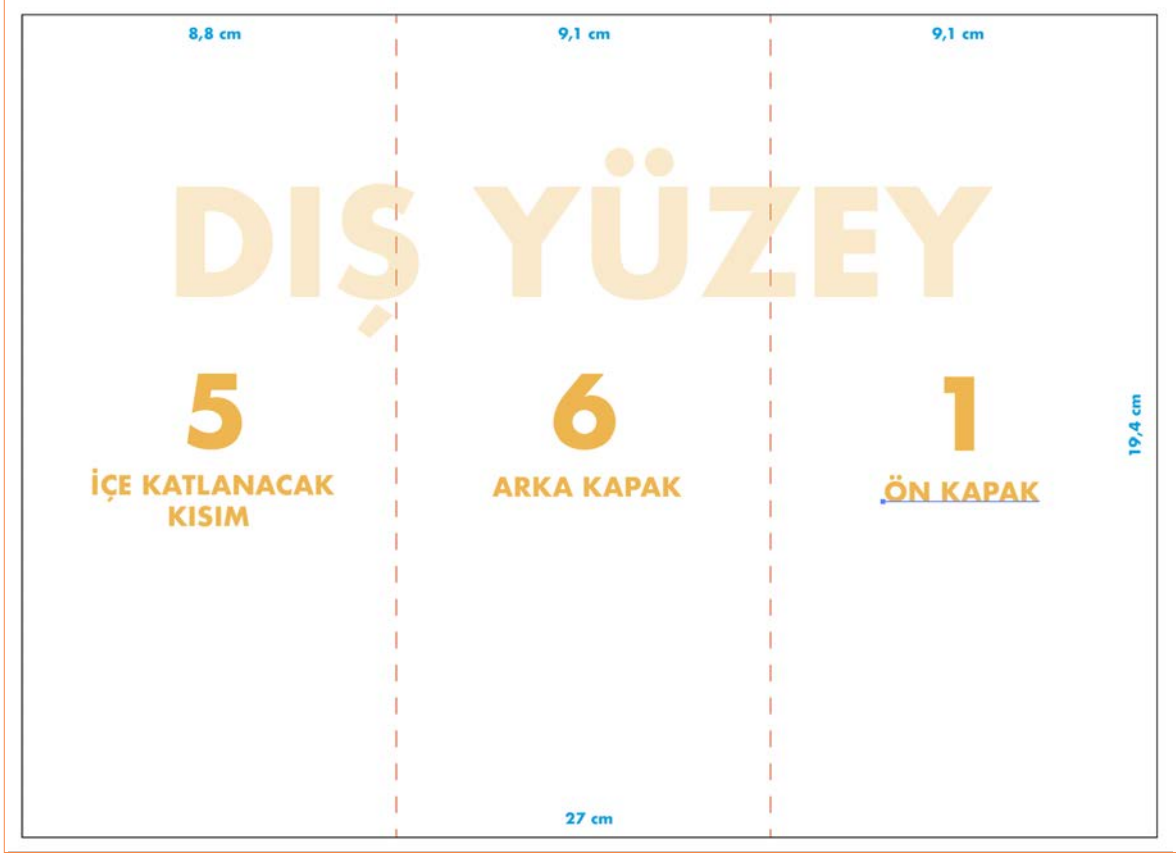 8,8 cm
9,1 cm
9,1 cm
DIŞ YÜZEY
5
İÇE KATLANACAK
KISIM
6
ARKA KAPAK
1
ÖN KAPAK
19,4 cm
27 cm